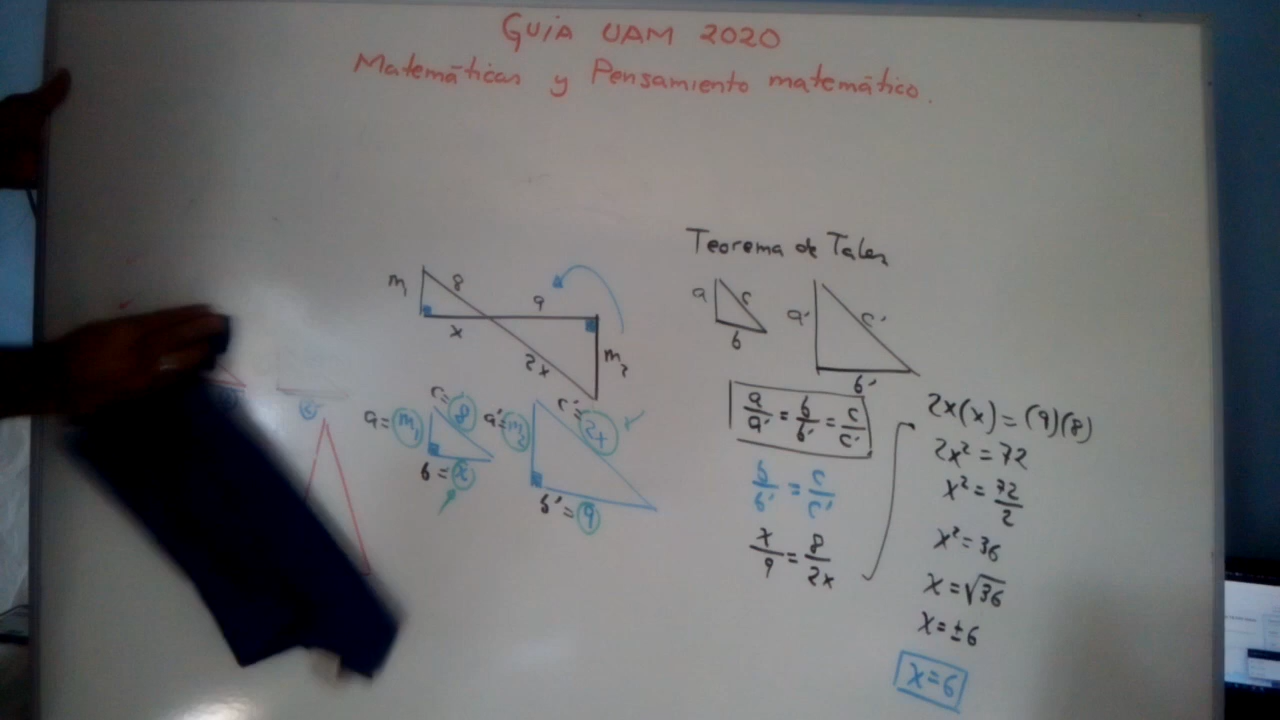 GUIA UAM 2020
Matemáticas y Pensamiento matemático.
m₁
8
9
x
2x
m₂
a=m₁
c=8
b=x
a'=m₂
c'=2x
b'=9
Teorema de Tales
a
c
b
a'
c'
b'
a/a' = b/b' = c/c'
b/b' = c/c'
x/9 = 8/2x
2x(x)=(9)(8)
2x²=72
x²=72/2
x²=36
x=√36
x=±6
x=6